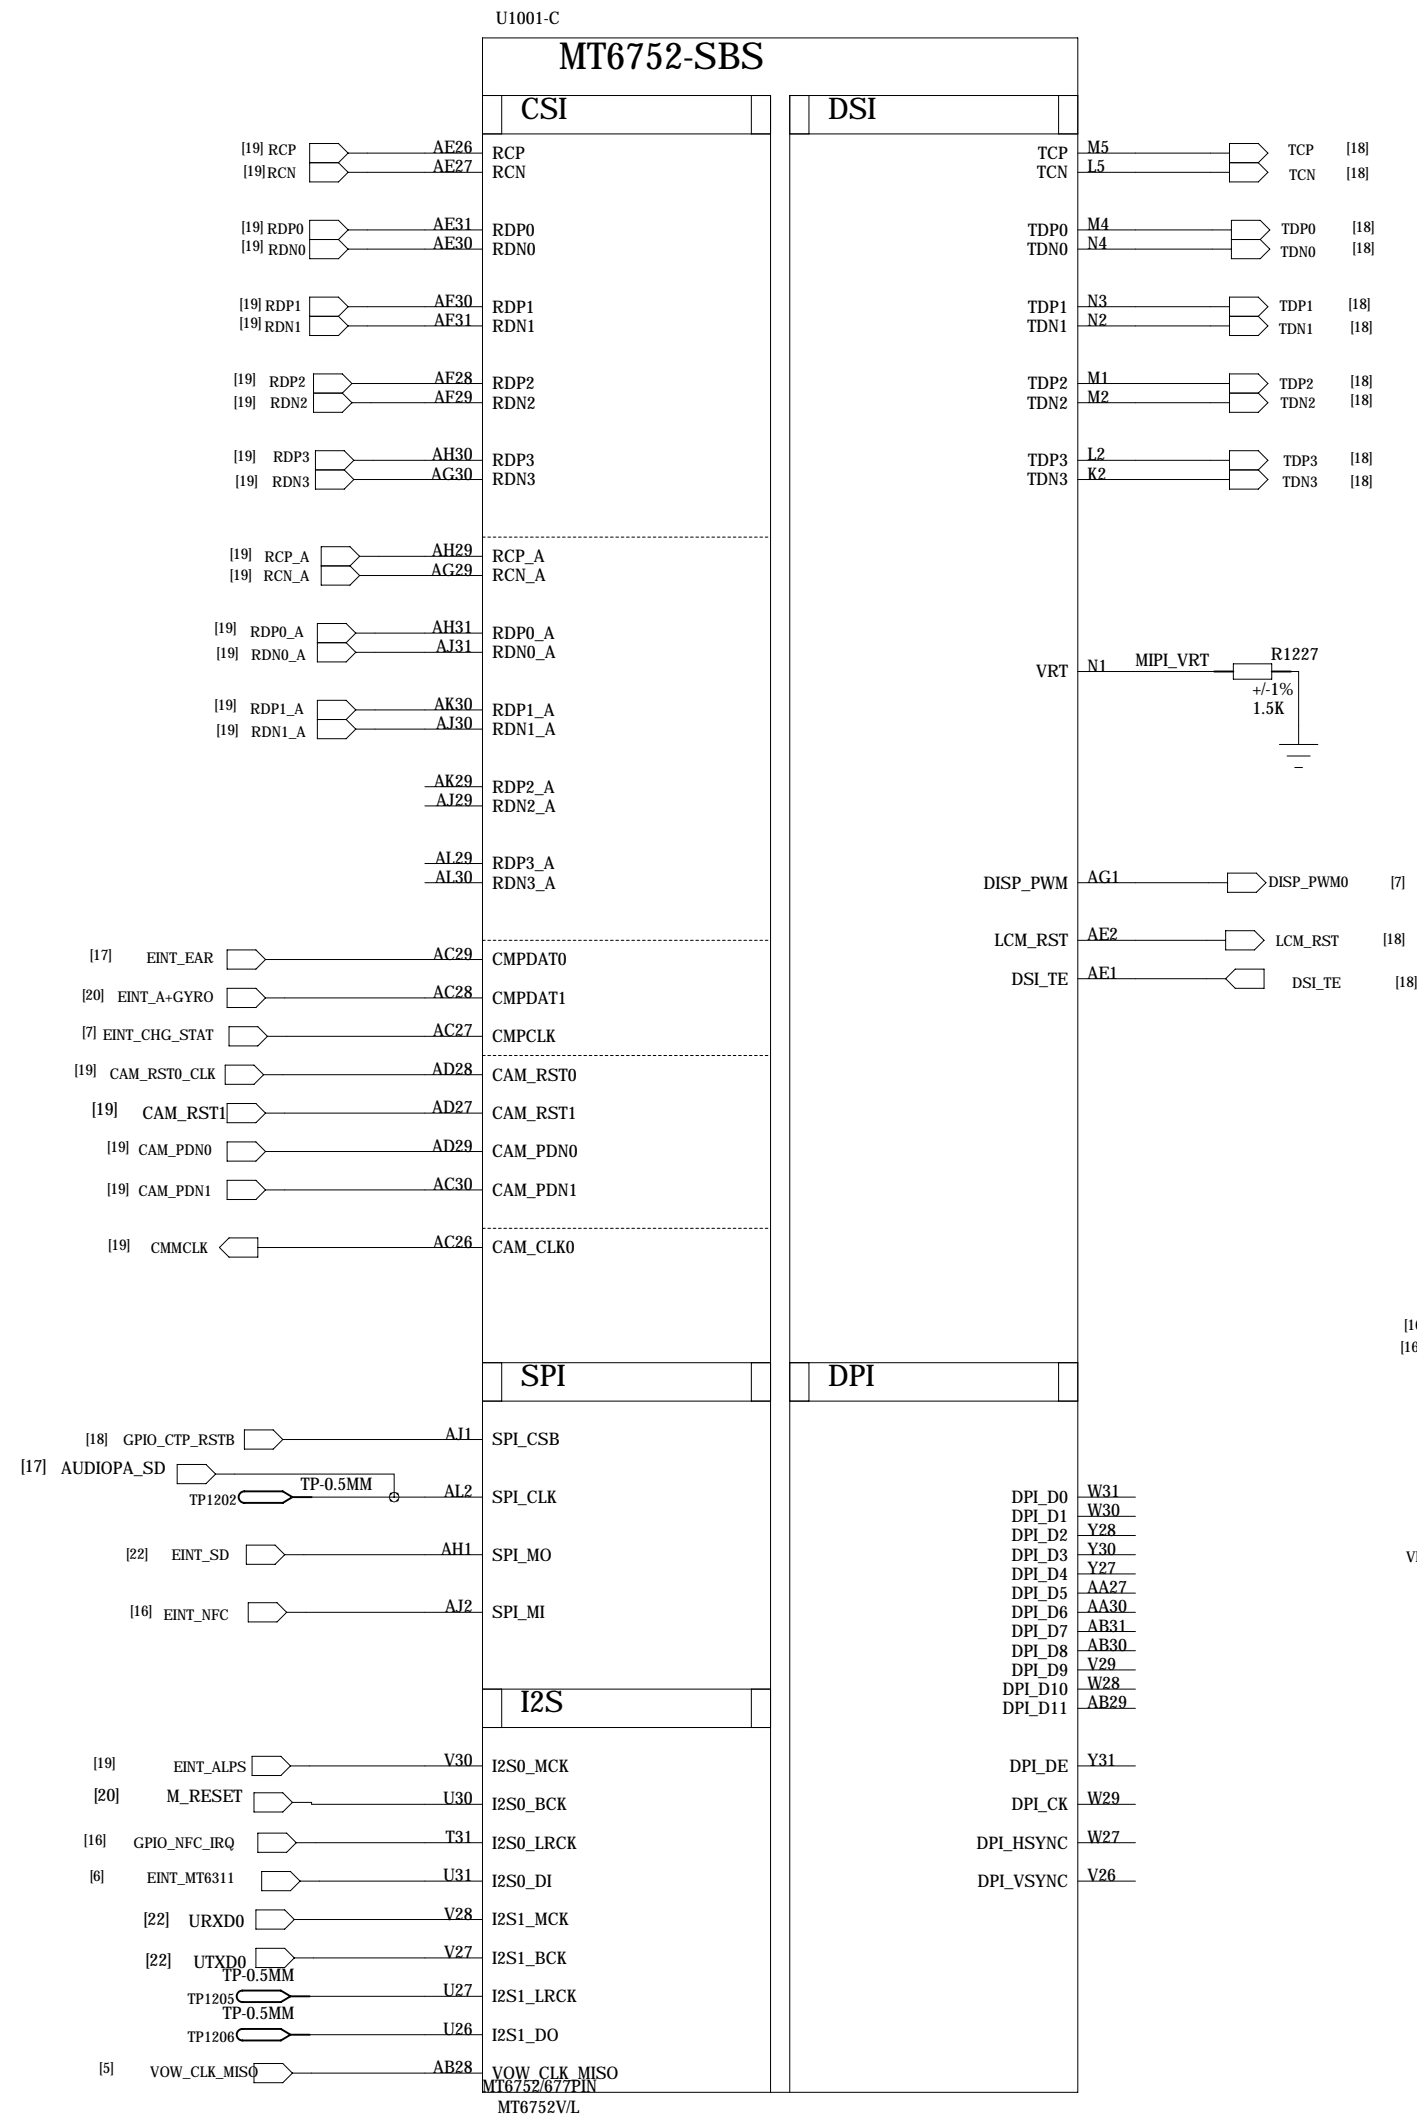 U1001-C
MT6752-SBS
CSI
DSI
[19] RCP AE26 RCP
[19] RCN AE27 RCN
[19] RDP0 AE31 RDP0
[19] RDN0 AE30 RDN0
[19] RDP1 AF30 RDP1
[19] RDN1 AF31 RDN1
[19] RDP2 AF28 RDP2
[19] RDN2 AF29 RDN2
[19] RDP3 AH30 RDP3
[19] RDN3 AG30 RDN3
[19] RCP_A AH29 RCP_A
[19] RCN_A AG29 RCN_A
[19] RDP0_A AH31 RDP0_A
[19] RDN0_A AJ31 RDN0_A
[19] RDP1_A AK30 RDP1_A
[19] RDN1_A AJ30 RDN1_A
AK29 RDP2_A
AJ29 RDN2_A
AL29 RDP3_A
AL30 RDN3_A
[17] EINT_EAR AC29 CMPDAT0
[20] EINT_A+GYRO AC28 CMPDAT1
[7] EINT_CHG_STAT AC27 CMPCLK
[19] CAM_RST0_CLK AD28 CAM_RST0
[19] CAM_RST1 AD27 CAM_RST1
[19] CAM_PDN0 AD29 CAM_PDN0
[19] CAM_PDN1 AC30 CAM_PDN1
[19] CMMCLK AC26 CAM_CLK0
TCP M5 TCP [18]
TCN L5 TCN [18]
TDP0 M4 TDP0 [18]
TDN0 N4 TDN0 [18]
TDP1 N3 TDP1 [18]
TDN1 N2 TDN1 [18]
TDP2 M1 TDP2 [18]
TDN2 M2 TDN2 [18]
TDP3 L2 TDP3 [18]
TDN3 K2 TDN3 [18]
VRT N1 MIPI_VRT R1227
+/-1%
1.5K
DISP_PWM AG1 DISP_PWM0 [7]
LCM_RST AE2 LCM_RST [18]
DSI_TE AE1 DSI_TE [18]
SPI
DPI
[18] GPIO_CTP_RSTB AJ1 SPI_CSB
[17] AUDIOPA_SD
TP-0.5MM
TP1202 AL2 SPI_CLK
[22] EINT_SD AH1 SPI_MO
[16] EINT_NFC AJ2 SPI_MI
I2S
[19] EINT_ALPS V30 I2S0_MCK
[20] M_RESET U30 I2S0_BCK
[16] GPIO_NFC_IRQ T31 I2S0_LRCK
[6] EINT_MT6311 U31 I2S0_DI
[22] URXD0 V28 I2S1_MCK
[22] UTXD0 V27 I2S1_BCK
TP-0.5MM
TP1205 U27 I2S1_LRCK
TP-0.5MM
TP1206 U26 I2S1_DO
[5] VOW_CLK_MISO AB28 VOW_CLK_MISO
MT6752/677PIN
MT6752V/L
DPI_D0 W31
DPI_D1 W30
DPI_D2 Y28
DPI_D3 Y30
DPI_D4 Y27
DPI_D5 AA27
DPI_D6 AA30
DPI_D7 AB31
DPI_D8 AB30
DPI_D9 V29
DPI_D10 W28
DPI_D11 AB29
DPI_DE Y31
DPI_CK W29
DPI_HSYNC W27
DPI_VSYNC V26